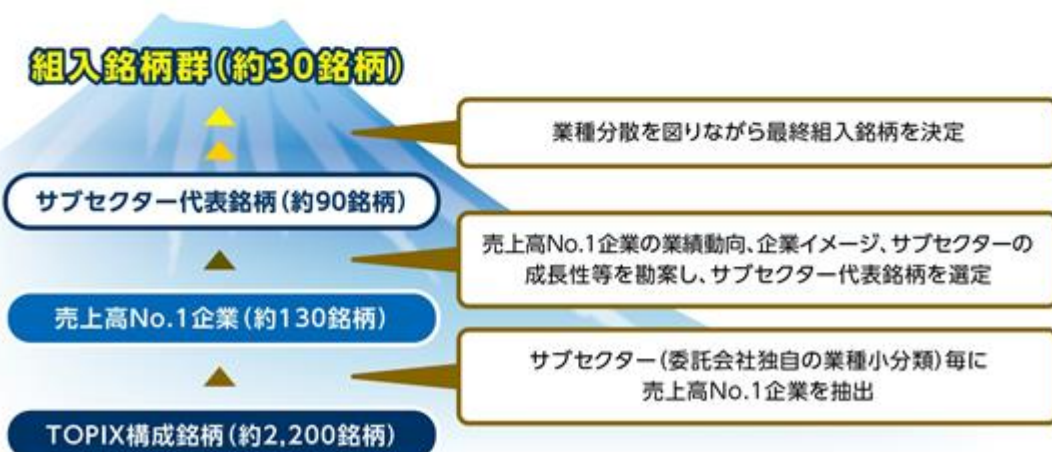 組入銘柄群（約30銘柄）
業種分散を図りながら最終組入銘柄を決定
サブセクター代表銘柄（約90銘柄）
売上高No.1企業の業績動向、企業イメージ、サブセクターの
成長性等を勘案し、サブセクター代表銘柄を選定
売上高No.1企業（約130銘柄）
サブセクター（委託会社独自の業種小分類）毎に
売上高No.1企業を抽出
TOPIX構成銘柄（約2,200銘柄）